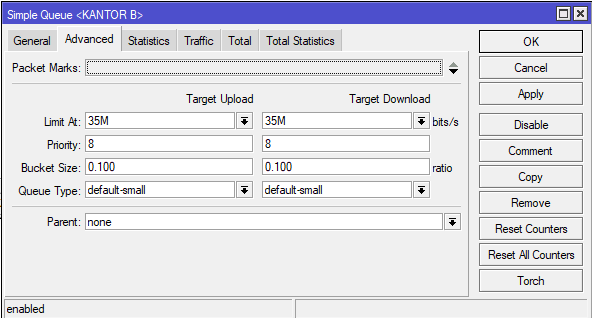 Simple Queue <KANTOR B>
General Advanced Statistics Traffic Total Total Statistics
Packet Marks:
Target Upload Target Download
Limit At: 35M 35M bits/s
Priority: 8 8
Bucket Size: 0.100 0.100 ratio
Queue Type: default-small default-small
Parent: none
OK
Cancel
Apply
Disable
Comment
Copy
Remove
Reset Counters
Reset All Counters
Torch
enabled